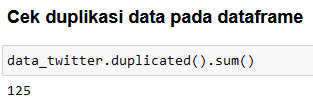 Cek duplikasi data pada dataframe
data_twitter.duplicated().sum()
125